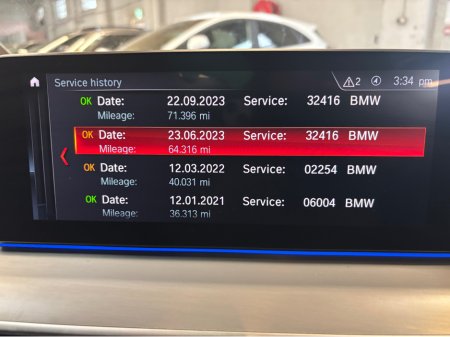 Service history 2 3:34 pm
OK Date: 22.09.2023 Service: 32416 BMW
Mileage: 71.396 mi
OK Date: 23.06.2023 Service: 32416 BMW
Mileage: 64.316 mi
OK Date: 12.03.2022 Service: 02254 BMW
Mileage: 40.031 mi
OK Date: 12.01.2021 Service: 06004 BMW
Mileage: 36.313 mi